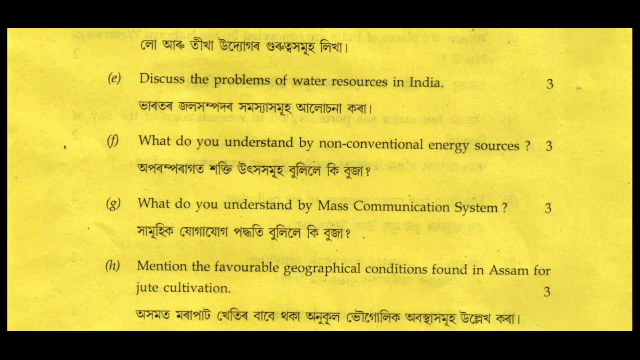 লো আৰু তীখা উদ্যোগৰ গুৰুত্বসমূহ লিখা।
(e) Discuss the problems of water resources in India. 3
ভাৰতৰ জলসম্পদৰ সমস্যাসমূহ আলোচনা কৰা।
(f) What do you understand by non-conventional energy sources ? 3
অপৰম্পৰাগত শক্তি উৎসসমূহ বুলিলে কি বুজা?
(g) What do you understand by Mass Communication System ? 3
সামূহিক যোগাযোগ পদ্ধতি বুলিলে কি বুজা?
(h) Mention the favourable geographical conditions found in Assam for
jute cultivation. 3
অসমত মৰাপাট খেতিৰ বাবে থকা অনুকূল ভৌগোলিক অৱস্থাসমূহ উল্লেখ কৰা।